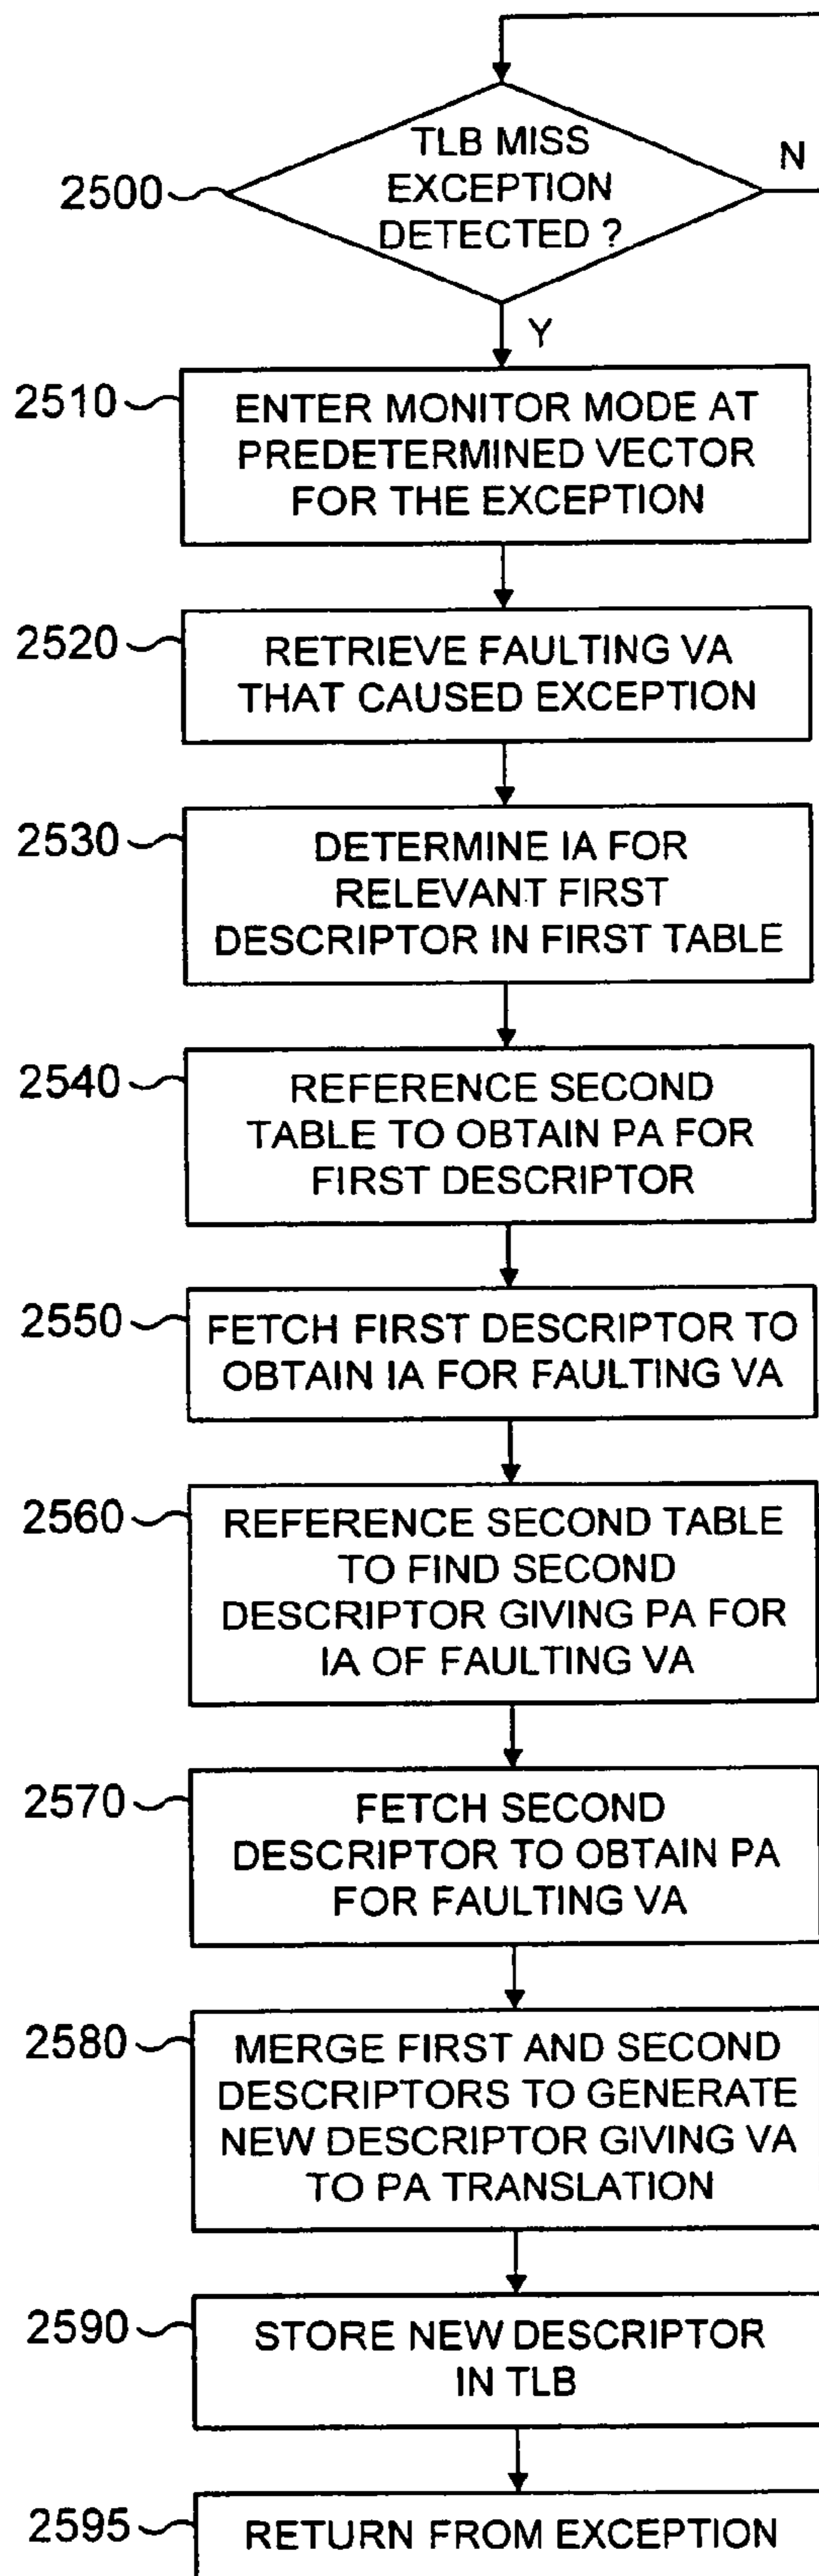 TLB MISS
EXCEPTION
DETECTED ?
N
2500
Y
2510
ENTER MONITOR MODE AT
PREDETERMINED VECTOR
FOR THE EXCEPTION
2520
RETRIEVE FAULTING VA
THAT CAUSED EXCEPTION
2530
DETERMINE IA FOR
RELEVANT FIRST
DESCRIPTOR IN FIRST TABLE
2540
REFERENCE SECOND
TABLE TO OBTAIN PA FOR
FIRST DESCRIPTOR
2550
FETCH FIRST DESCRIPTOR TO
OBTAIN IA FOR FAULTING VA
2560
REFERENCE SECOND TABLE
TO FIND SECOND
DESCRIPTOR GIVING PA FOR
IA OF FAULTING VA
2570
FETCH SECOND
DESCRIPTOR TO OBTAIN PA
FOR FAULTING VA
2580
MERGE FIRST AND SECOND
DESCRIPTORS TO GENERATE
NEW DESCRIPTOR GIVING VA
TO PA TRANSLATION
2590
STORE NEW DESCRIPTOR
IN TLB
2595
RETURN FROM EXCEPTION